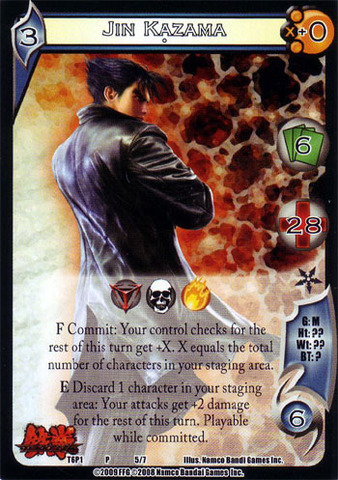 3
JIN KAZAMA
X+0
6
28
G: M
Ht: ??
Wt: ??
BT: ?
F Commit: Your control checks for the
rest of this turn get +X. X equals the total
number of characters in your staging area.
E Discard 1 character in your staging
area: Your attacks get +2 damage
for the rest of this turn. Playable
while committed.
6
T6P1 P 5/7 Illus. Namco Bandai Games Inc.
©2009 FFG ©2008 Namco Bandai Games Inc.